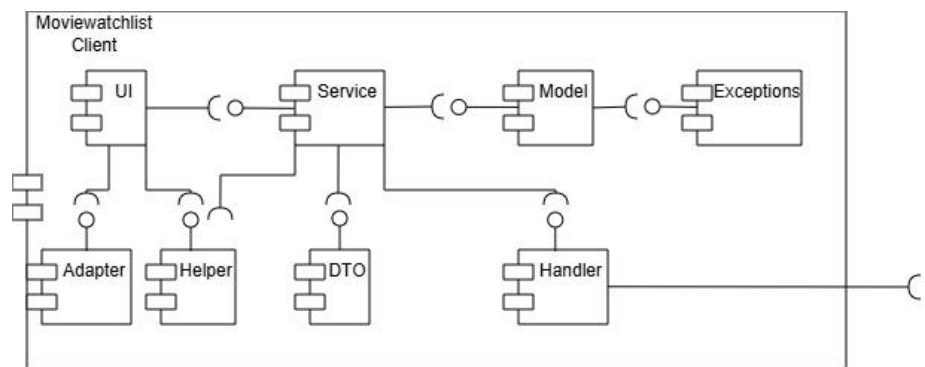 Moviewatchlist
Client
UI
Service
Model
Exceptions
Adapter
Helper
DTO
Handler